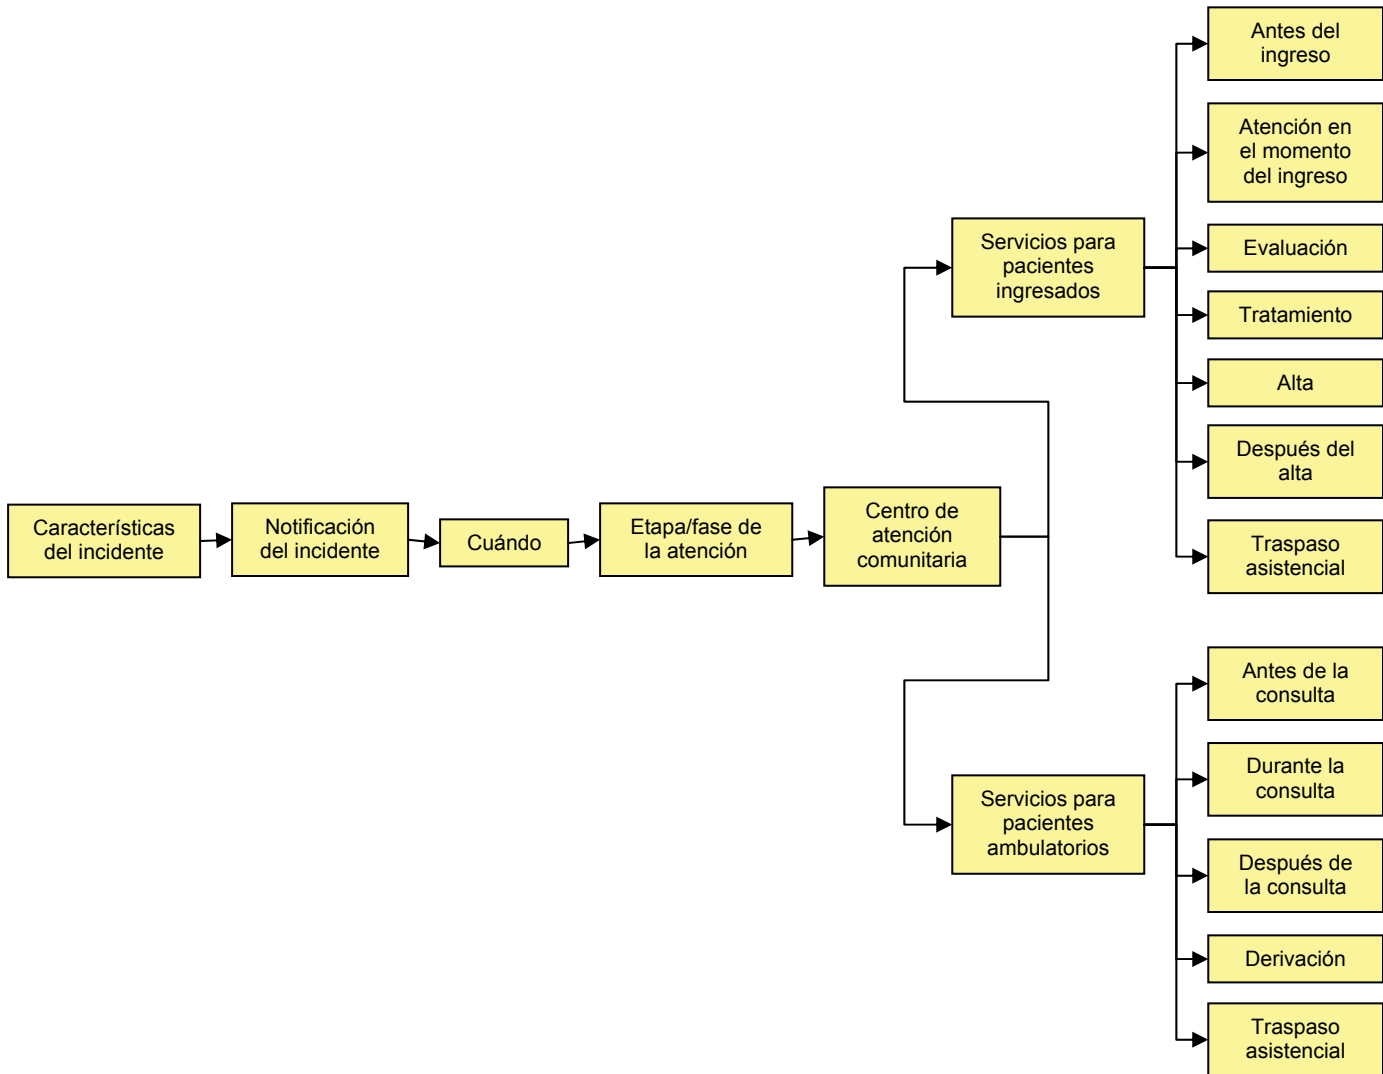 Características
del incidente
Notificación
del incidente
Cuándo
Etapa/fase de
la atención
Centro de
atención
comunitaria
Servicios para
pacientes
ingresados
Antes del
ingreso
Atención en
el momento
del ingreso
Evaluación
Tratamiento
Alta
Después del
alta
Traspaso
asistencial
Servicios para
pacientes
ambulatorios
Antes de la
consulta
Durante la
consulta
Después de
la consulta
Derivación
Traspaso
asistencial